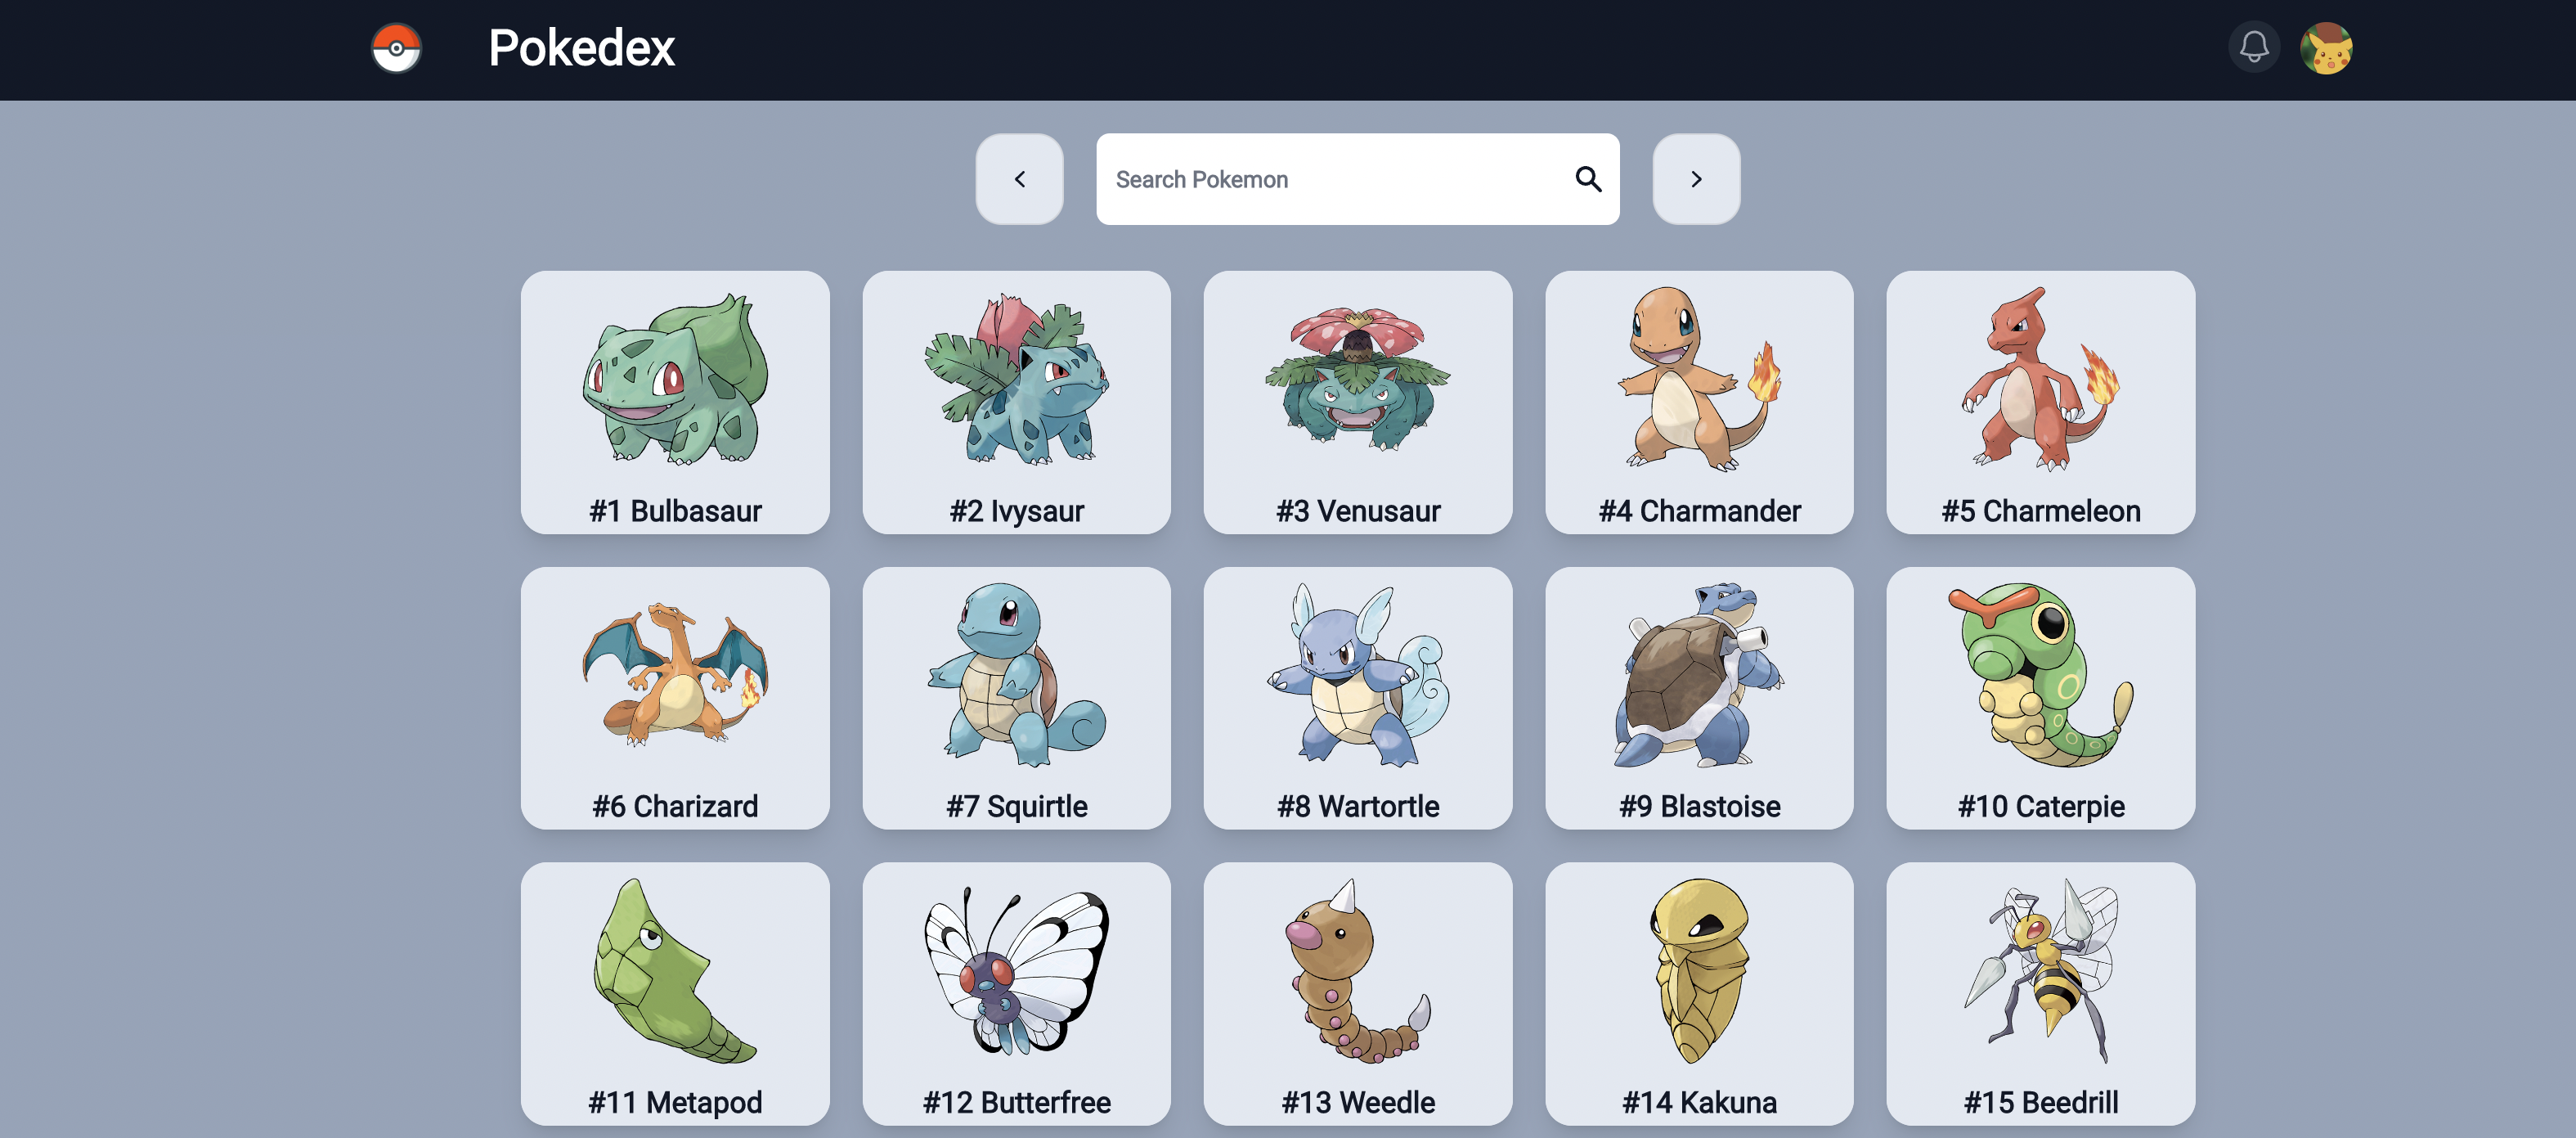 Pokedex
Search Pokemon
#1 Bulbasaur
#2 Ivysaur
#3 Venusaur
#4 Charmander
#5 Charmeleon
#6 Charizard
#7 Squirtle
#8 Wartortle
#9 Blastoise
#10 Caterpie
#11 Metapod
#12 Butterfree
#13 Weedle
#14 Kakuna
#15 Beedrill